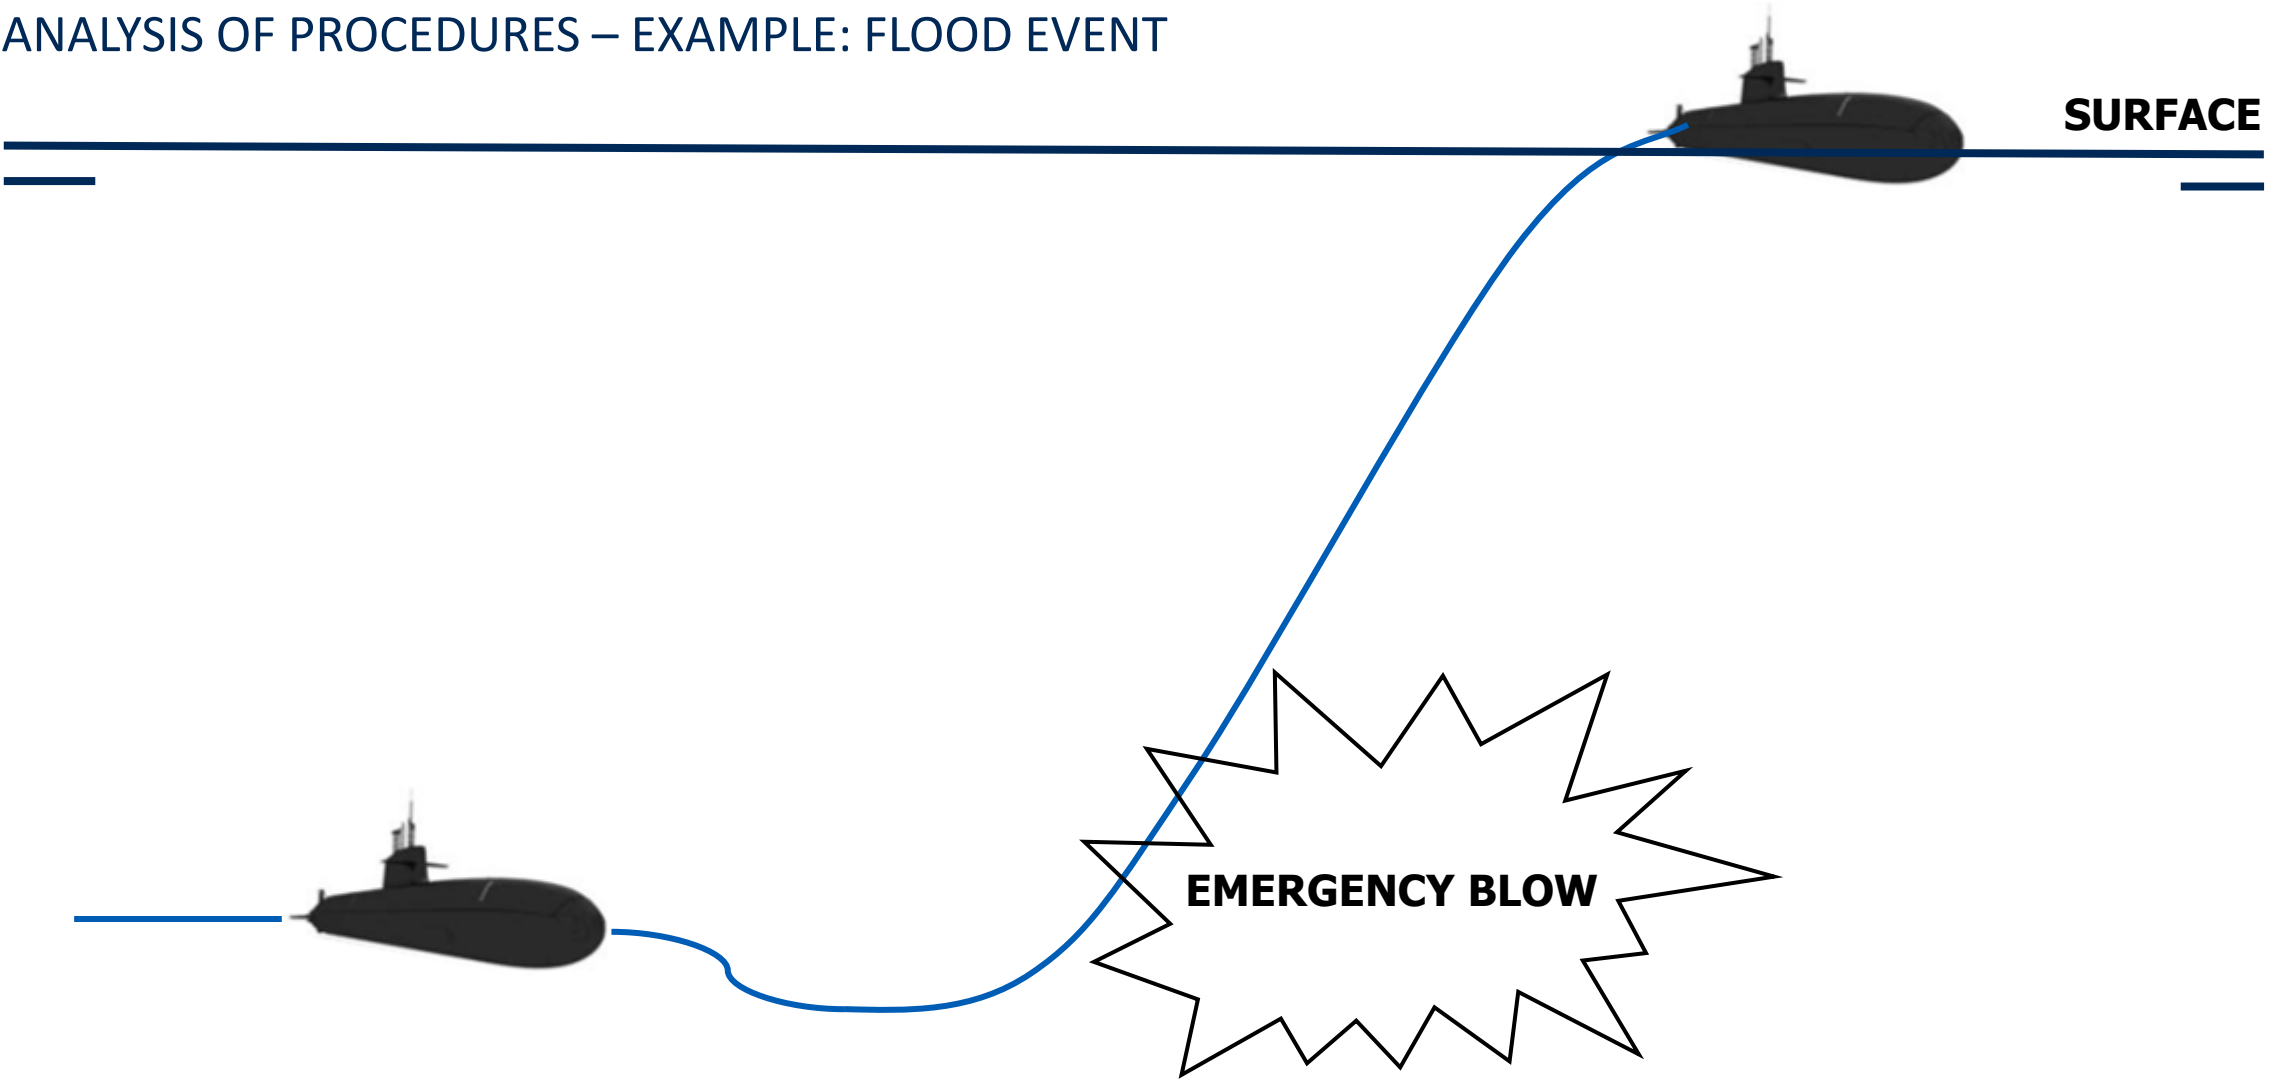 ANALYSIS OF PROCEDURES – EXAMPLE: FLOOD EVENT
SURFACE
EMERGENCY BLOW